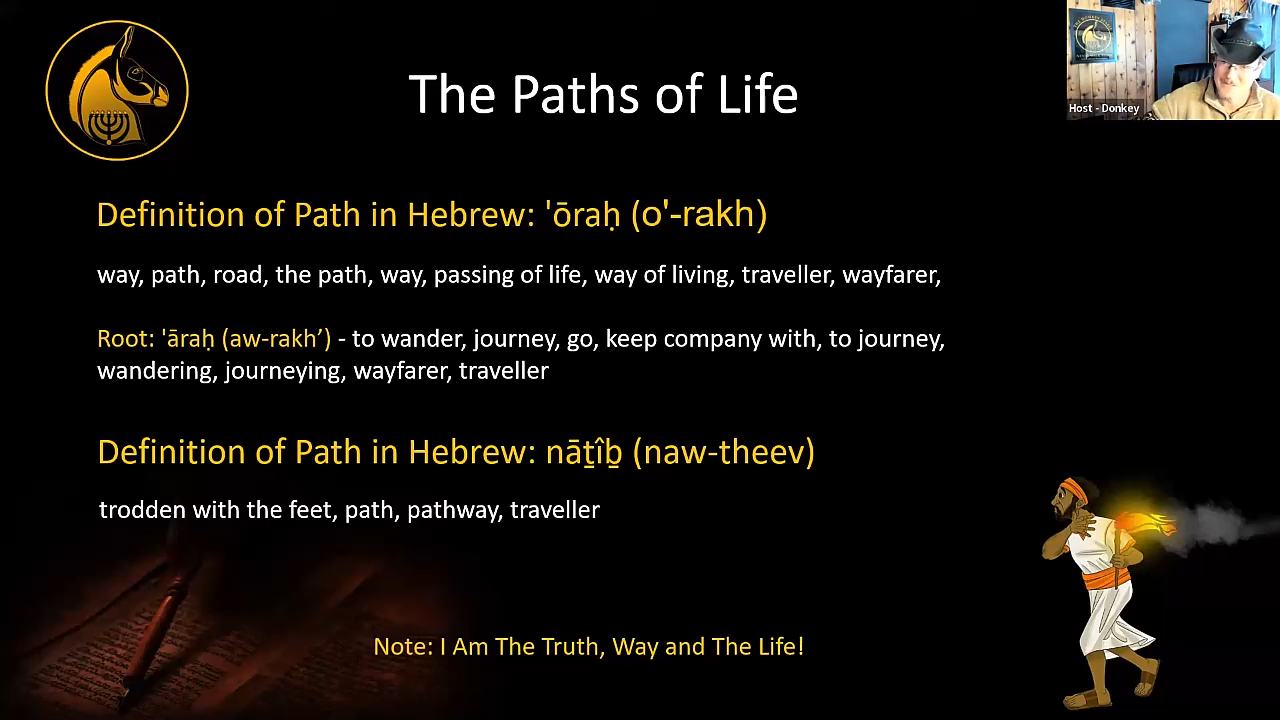 The Paths of Life
Host - Donkey
Definition of Path in Hebrew: 'ōraḥ (o'-rakh)
way, path, road, the path, way, passing of life, way of living, traveller, wayfarer,
Root: 'āraḥ (aw-rakh’) - to wander, journey, go, keep company with, to journey,
wandering, journeying, wayfarer, traveller
Definition of Path in Hebrew: nāṯîḇ (naw-theev)
trodden with the feet, path, pathway, traveller
Note: I Am The Truth, Way and The Life!